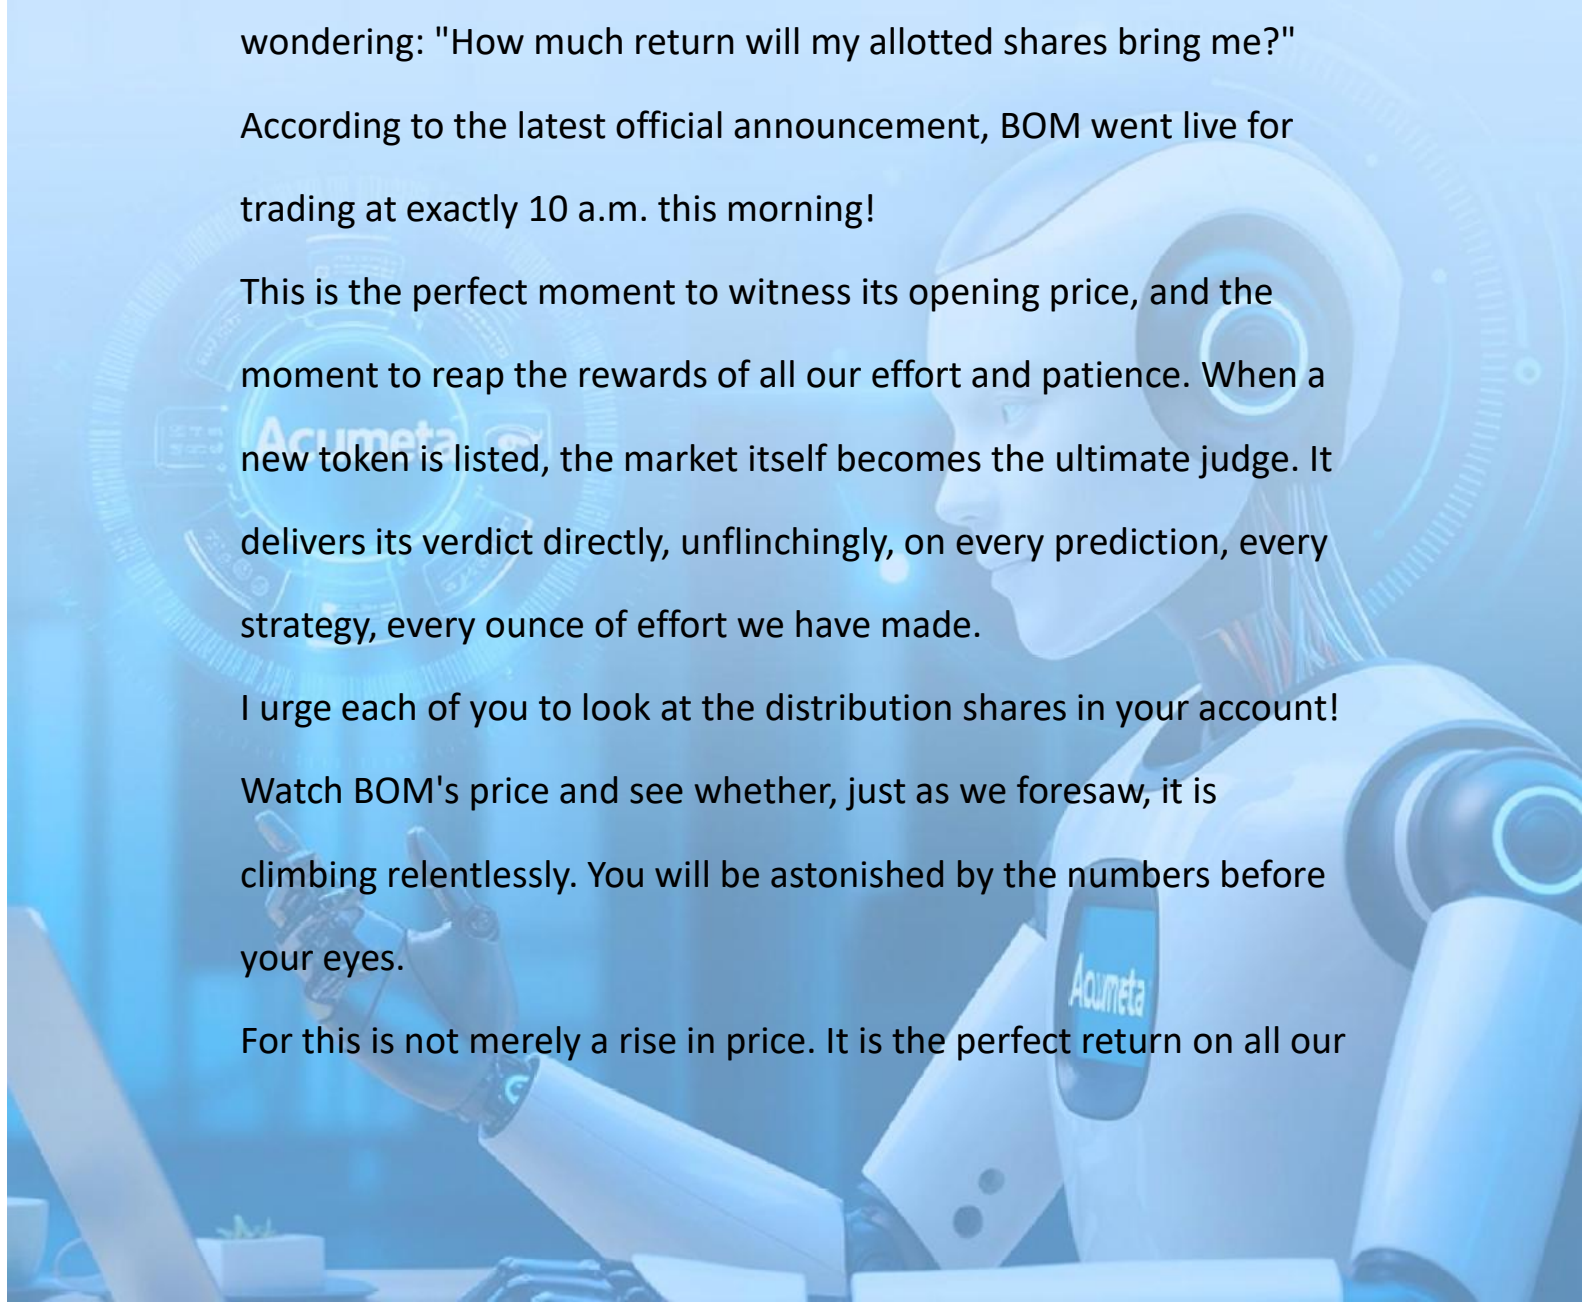 wondering: "How much return will my allotted shares bring me?"
According to the latest official announcement, BOM went live for
trading at exactly 10 a.m. this morning!
This is the perfect moment to witness its opening price, and the
moment to reap the rewards of all our effort and patience. When a
Acumeta
new token is listed, the market itself becomes the ultimate judge. It
delivers its verdict directly, unflinchingly, on every prediction, every
strategy, every ounce of effort we have made.
I urge each of you to look at the distribution shares in your account!
Watch BOM's price and see whether, just as we foresaw, it is
climbing relentlessly. You will be astonished by the numbers before
your eyes.
Acumeta
For this is not merely a rise in price. It is the perfect return on all our